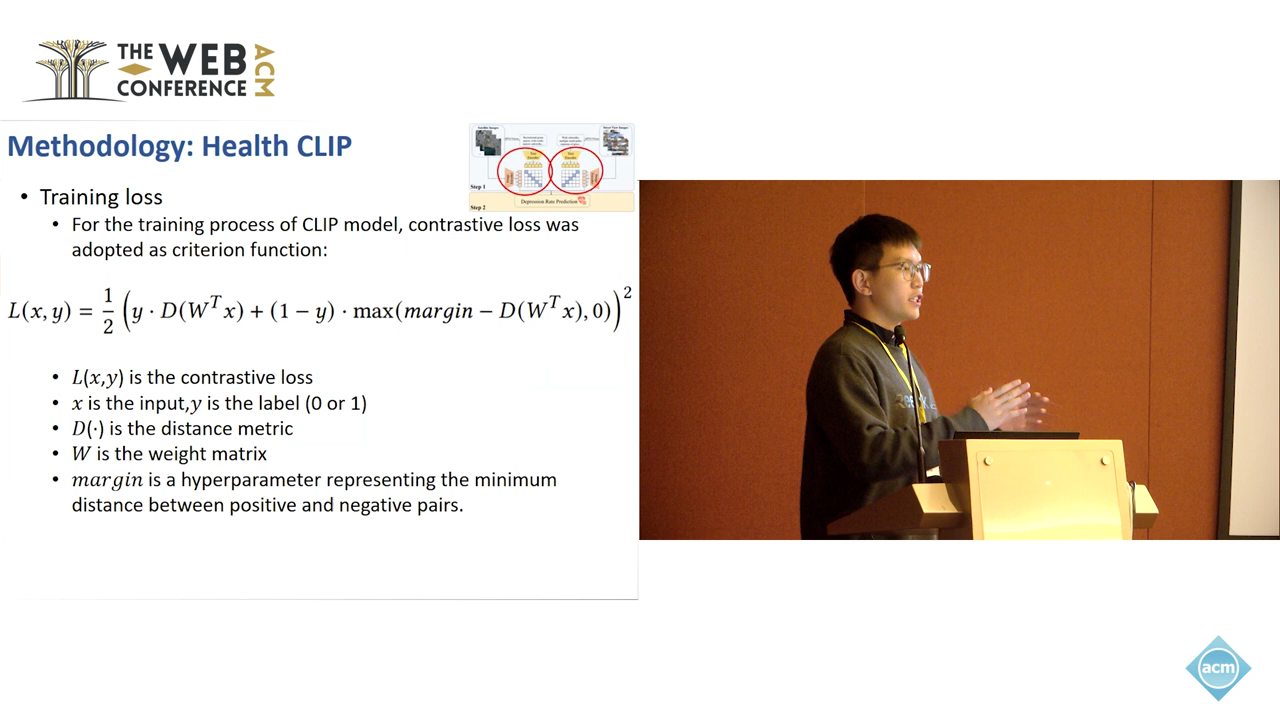 THE WEB
CONFERENCE
ACM
Methodology: Health CLIP
Step 1
Step 2
Depression Rate Prediction
• Training loss
• For the training process of CLIP model, contrastive loss was
adopted as criterion function:
L(x, y) = 1/2 (y · D(W^T x) + (1 − y) · max(margin − D(W^T x), 0))^2
• L(x,y) is the contrastive loss
• x is the input,y is the label (0 or 1)
• D(·) is the distance metric
• W is the weight matrix
• margin is a hyperparameter representing the minimum
distance between positive and negative pairs.
acm